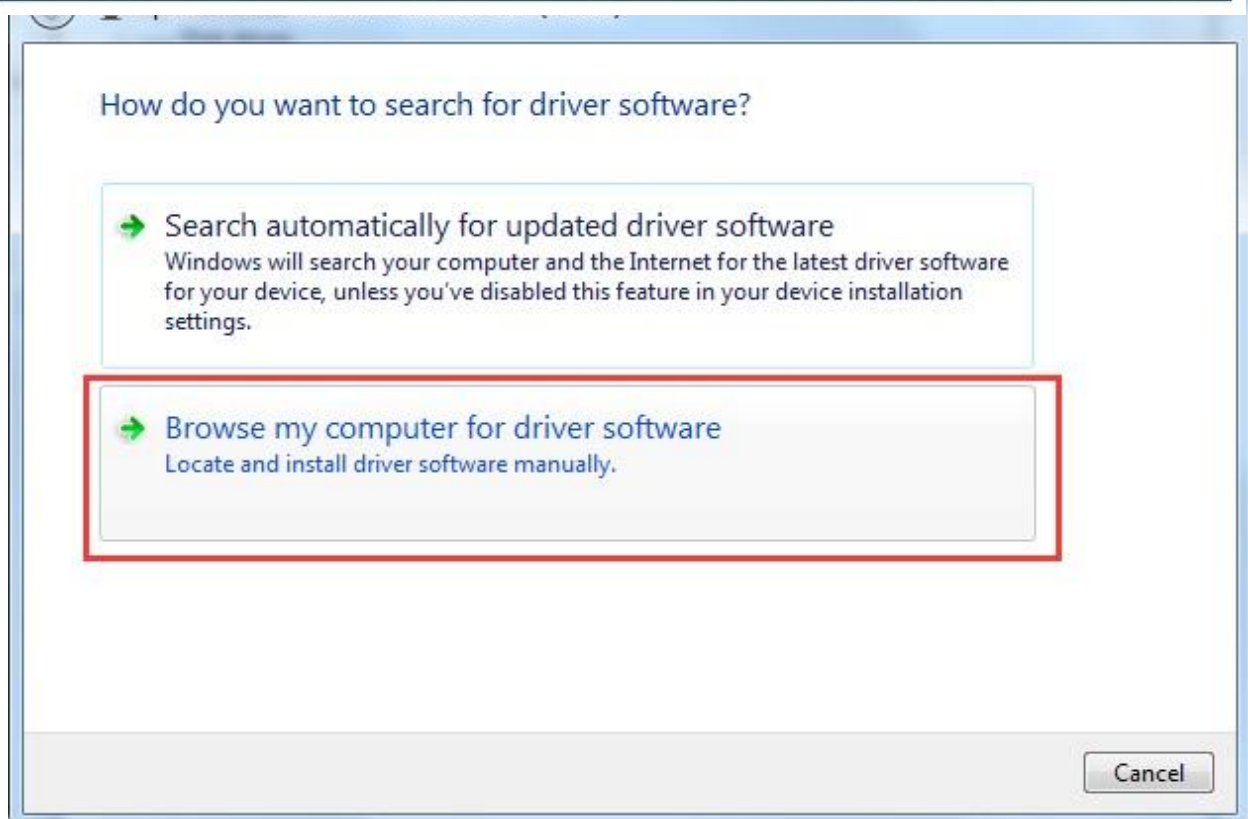 How do you want to search for driver software?
Search automatically for updated driver software
Windows will search your computer and the Internet for the latest driver software
for your device, unless you've disabled this feature in your device installation
settings.
Browse my computer for driver software
Locate and install driver software manually.
Cancel